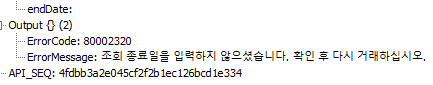 endDate:
Output {} (2)
ErrorCode: 80002320
ErrorMessage: 조회 종료일을 입력하지 않으셨습니다. 확인 후 다시 거래하십시오.
API_SEQ: 4fdbb3a2e045cf2f2b1ec126bcd1e334